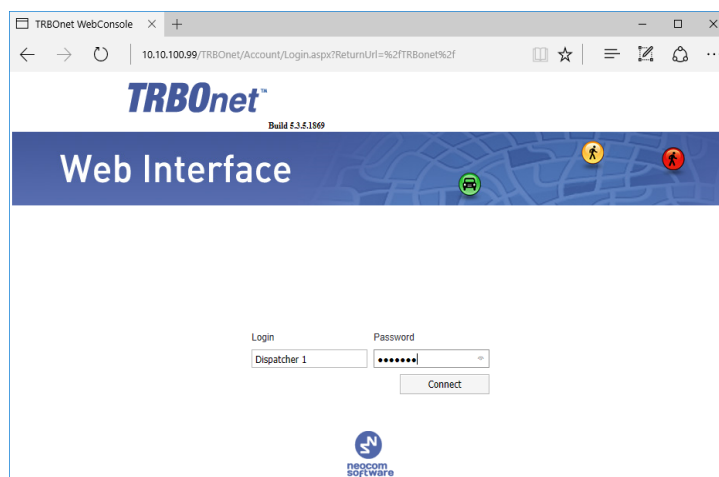 TRBOnet WebConsole
10.10.100.99/TRBOnet/Account/Login.aspx?ReturnUrl=%2fTRBonet%2f
TRBOnet™
Build 5.3.5.1869
Web Interface
Login Password
Dispatcher 1 •••••••
Connect
neocom
software